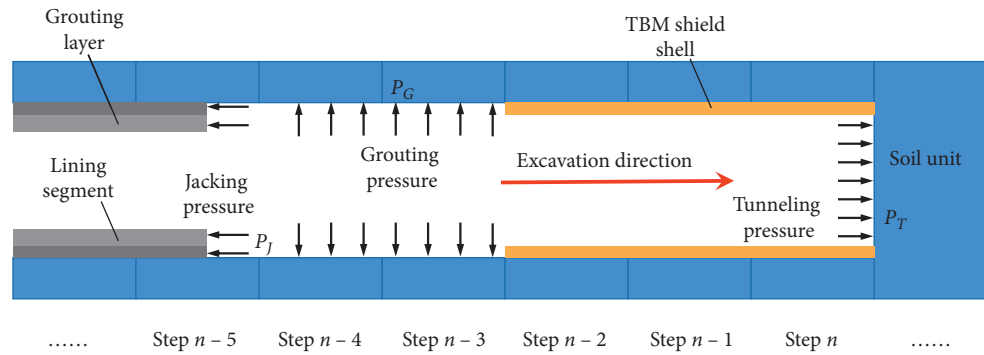 Grouting
layer
TBM shield
shell
P_G
Grouting
pressure
Excavation direction
Soil unit
Lining
segment
Jacking
pressure
Tunneling
pressure
P_T
P_J
......
Step n – 5
Step n – 4
Step n – 3
Step n – 2
Step n – 1
Step n
......